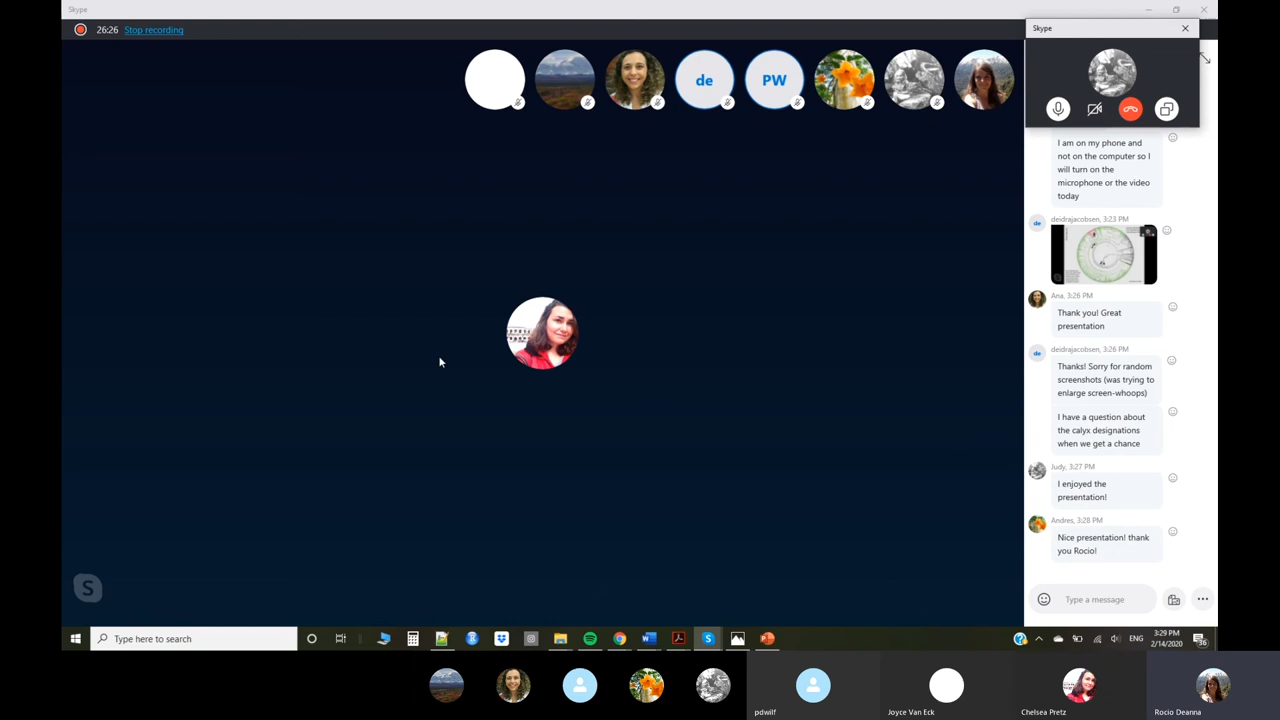 Skype
26:26 Stop recording
de
PW
Skype
I am on my phone and
not on the computer so I
will turn on the
microphone or the video
today
de
deidrajacobsen, 3:23 PM
Ana, 3:26 PM
Thank you! Great
presentation
de
deidrajacobsen, 3:26 PM
Thanks! Sorry for random
screenshots (was trying to
enlarge screen-whoops)
I have a question about
the calyx designations
when we get a chance
Judy, 3:27 PM
I enjoyed the
presentation!
Andres, 3:28 PM
Nice presentation! thank
you Rocio!
Type a message
Type here to search
ENG
3:29 PM
2/14/2020
36
pdwilf
Joyce Van Eck
Chelsea Pretz
Rocio Deanna